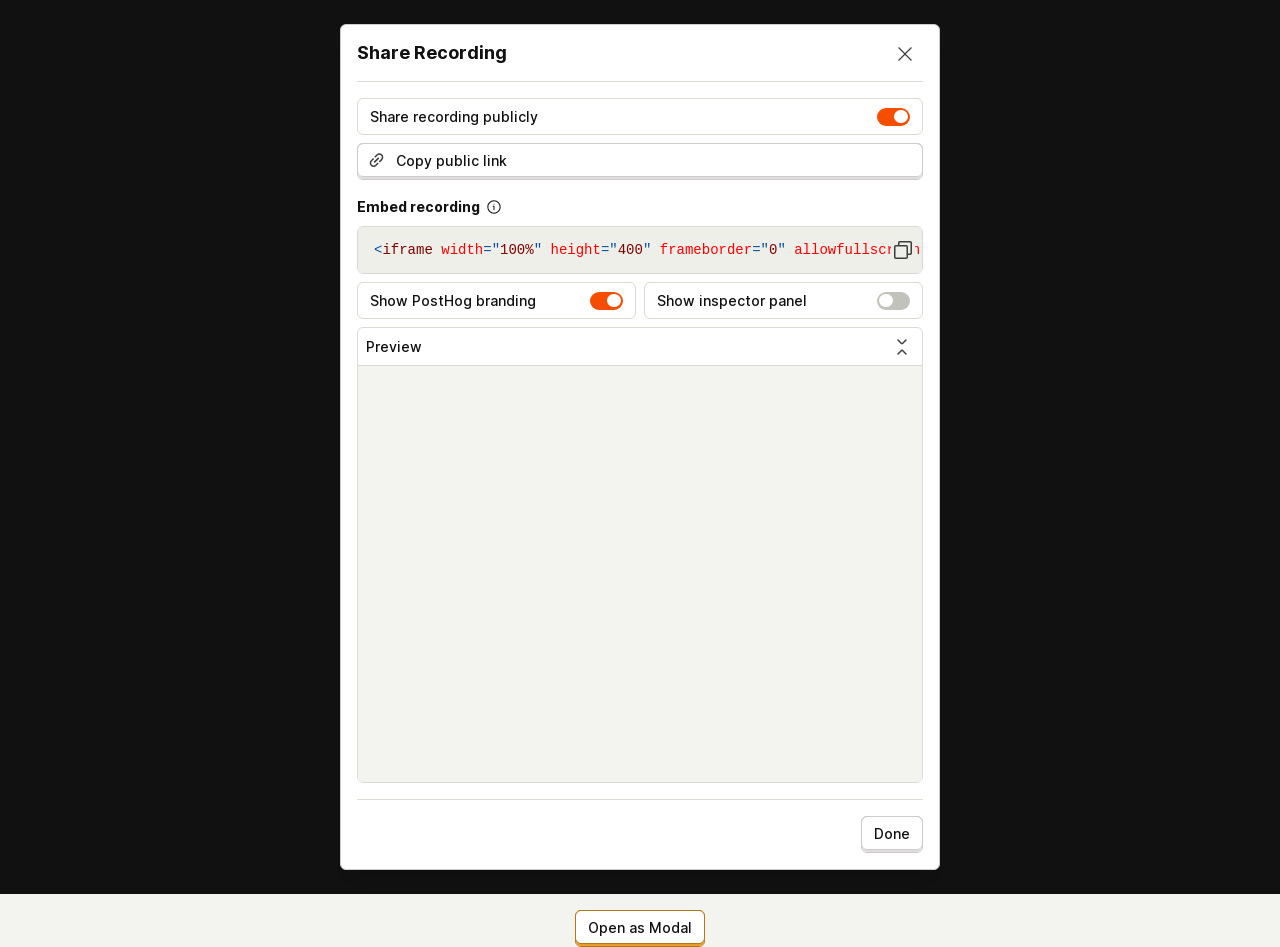 Share Recording
Share recording publicly
Copy public link
Embed recording
<iframe width="100%" height="400" frameborder="0"
Show PostHog branding
Show inspector panel
Preview
Done
Open as Modal